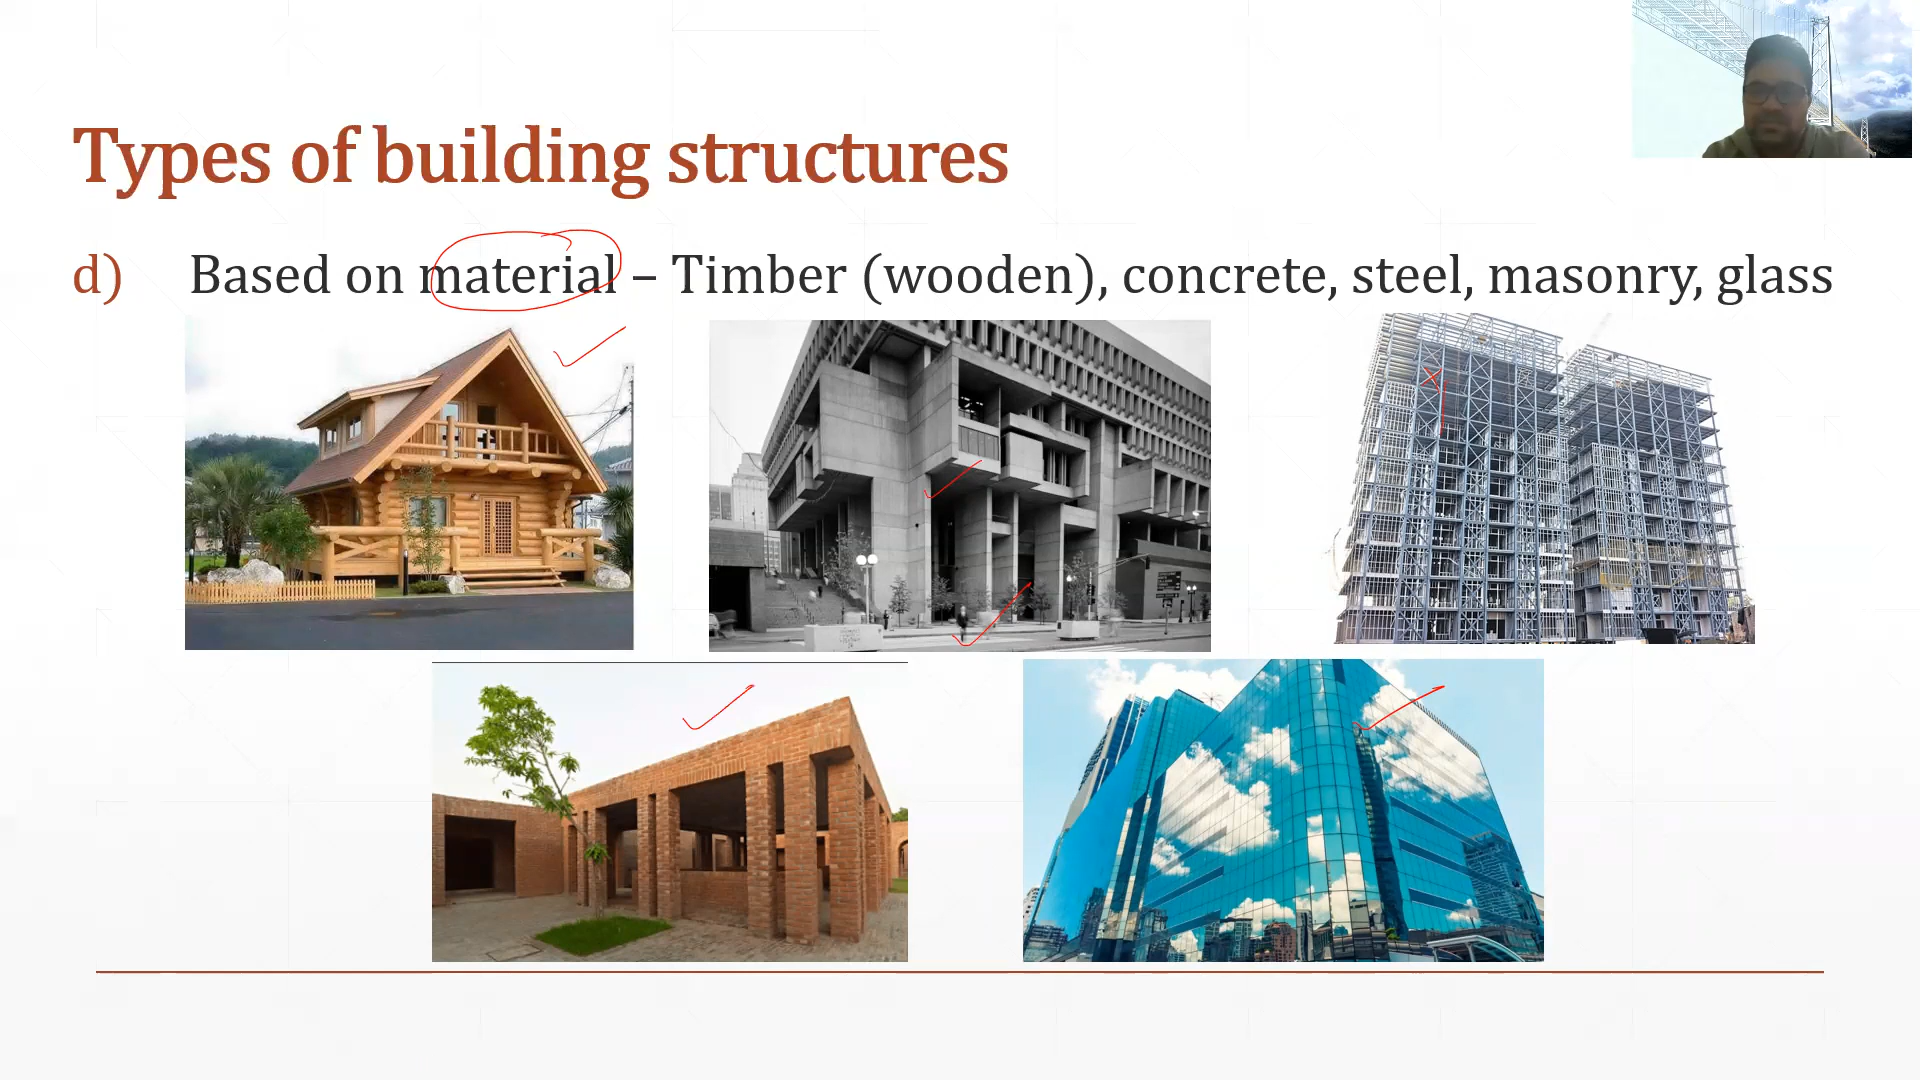 Types of building structures
d) Based on material – Timber (wooden), concrete, steel, masonry, glass